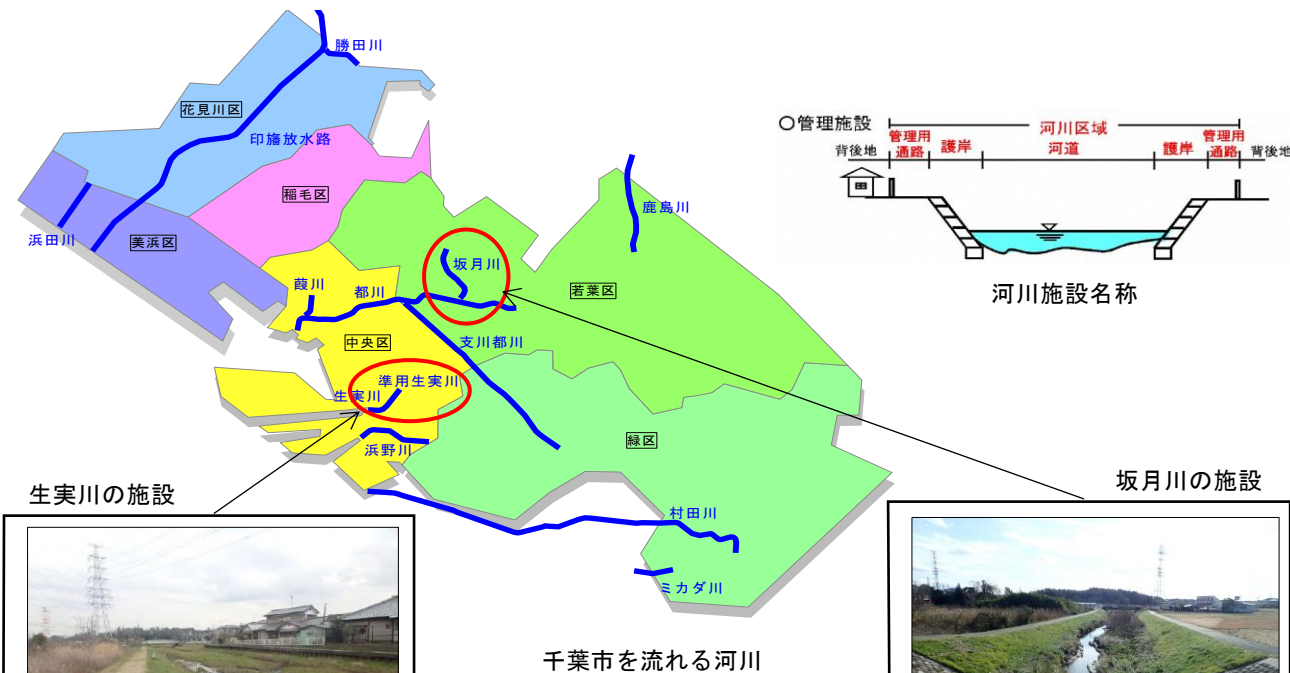 勝田川
花見川区
印旛放水路
稲毛区
浜田川
美浜区
鹿島川
坂月川
葭川
都川
若葉区
中央区
支川都川
準用生実川
生実川
浜野川
緑区
村田川
ミカダ川
○管理施設
河川区域
背後地
管理用
通路
護岸
河道
護岸
管理用
通路
背後地
河川施設名称
生実川の施設
坂月川の施設
千葉市を流れる河川